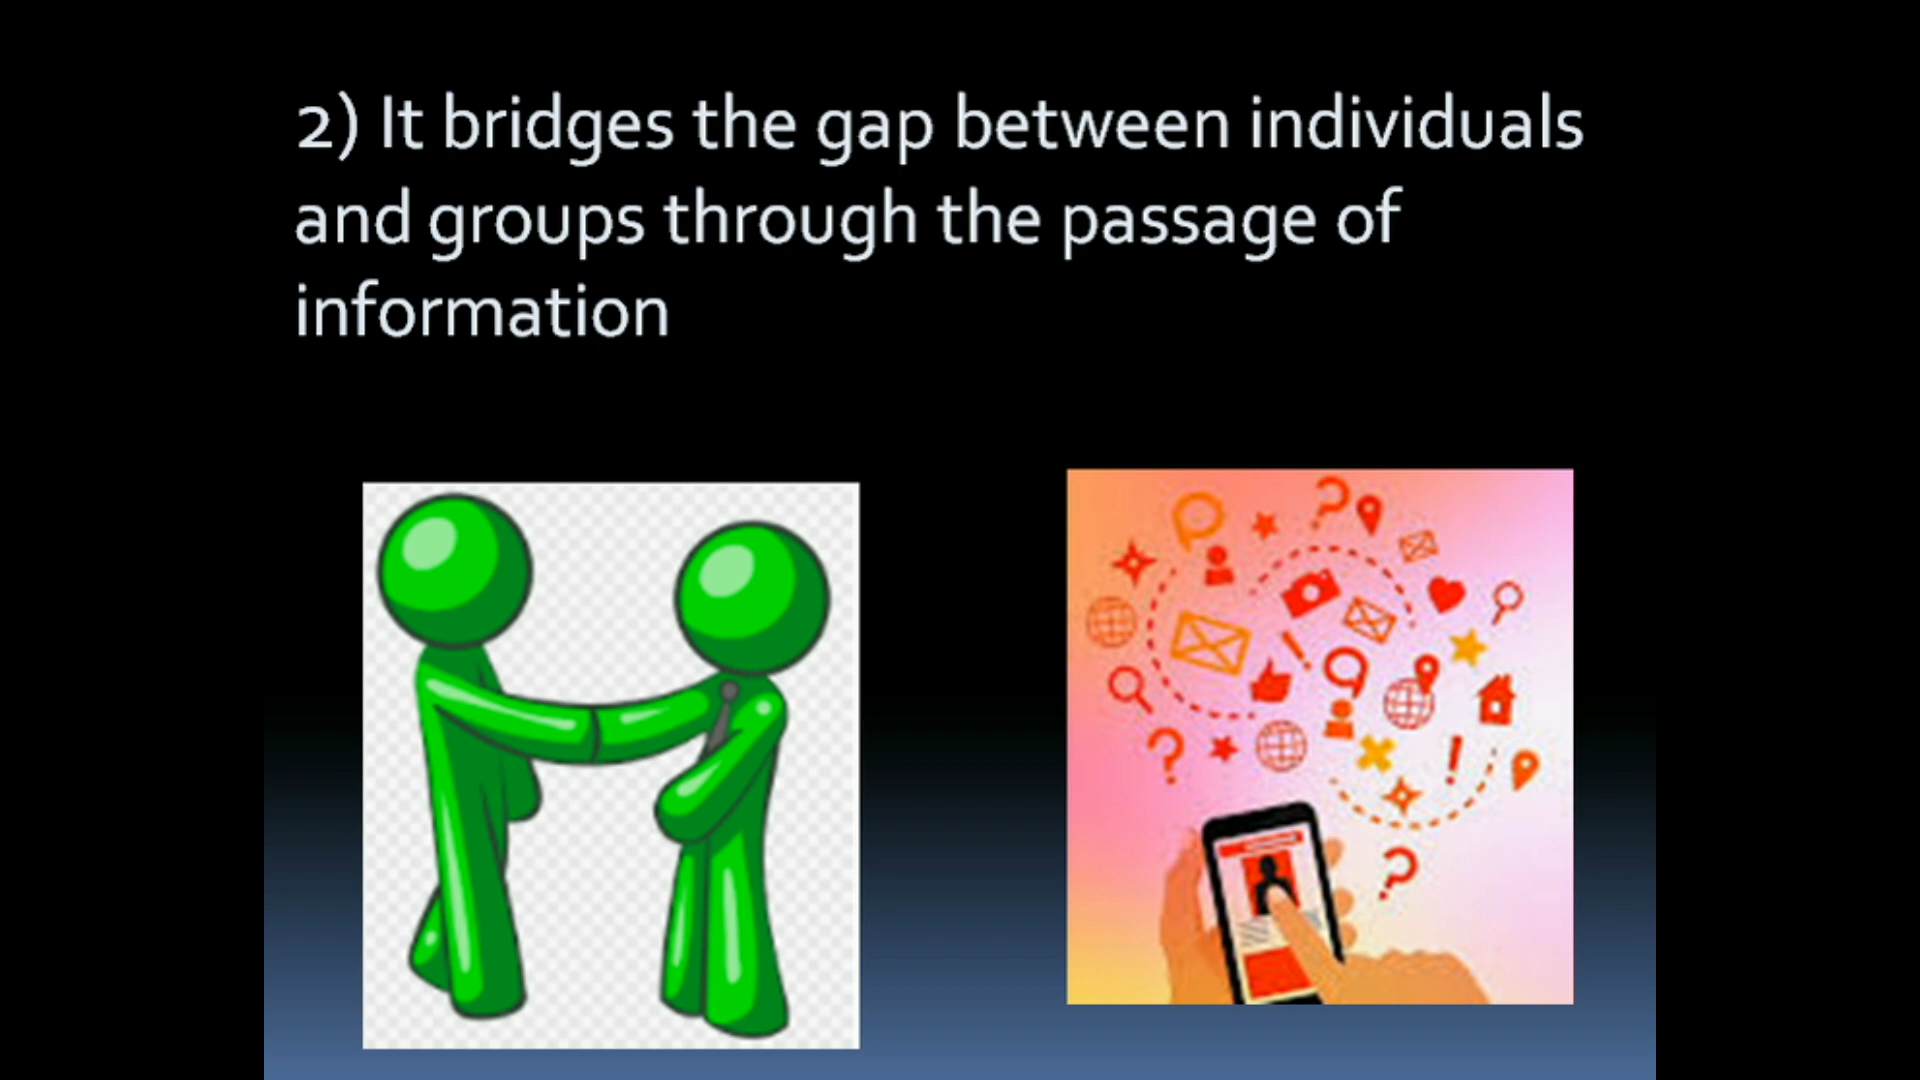 2) It bridges the gap between individuals
and groups through the passage of
information